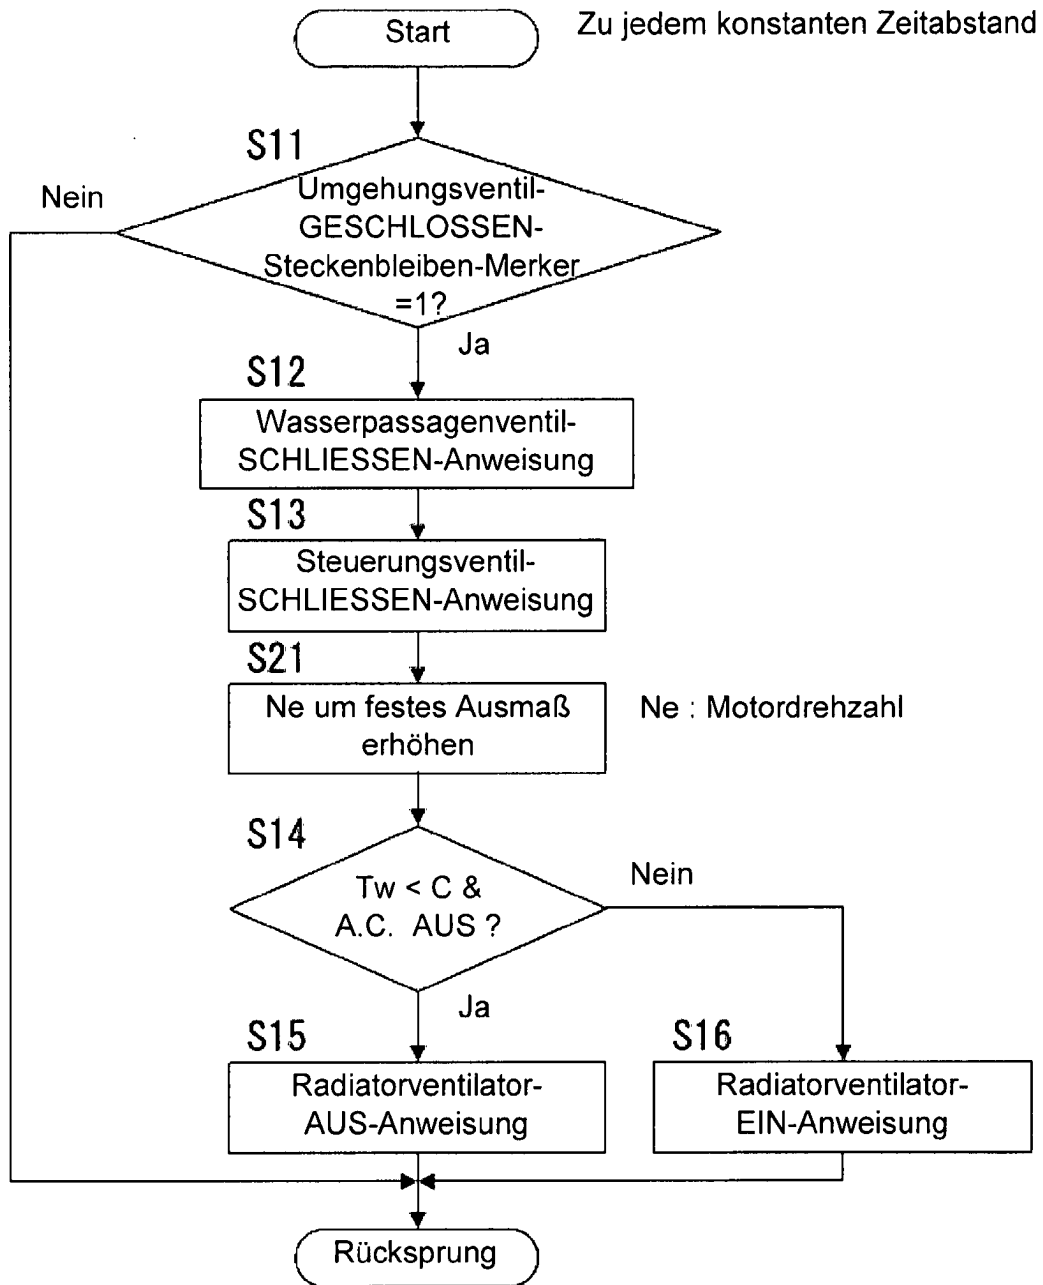 Start
Zu jedem konstanten Zeitabstand
S11
Nein
Umgehungsventil-
GESCHLOSSEN-
Steckenbleiben-Merker
=1?
Ja
S12
Wasserpassagenventil-
SCHLIESSEN-Anweisung
S13
Steuerungsventil-
SCHLIESSEN-Anweisung
S21
Ne um festes Ausmaß
erhöhen
Ne : Motordrehzahl
S14
Tw < C &
A.C. AUS ?
Nein
Ja
S15
Radiatorventilator-
AUS-Anweisung
S16
Radiatorventilator-
EIN-Anweisung
Rücksprung